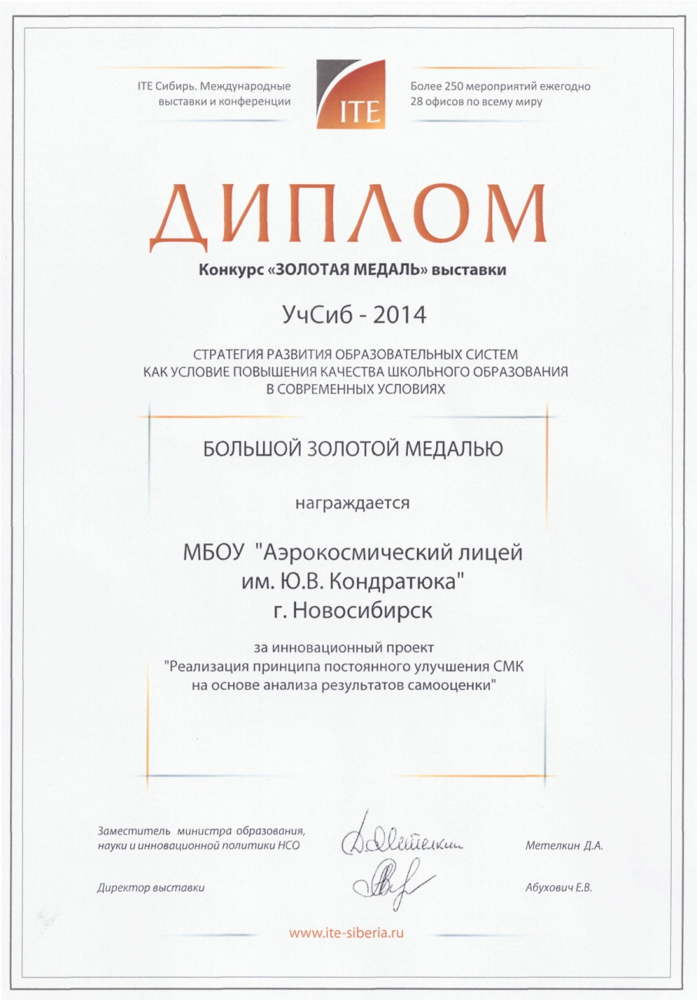 ITE Сибирь. Международные
выставки и конференции
ITE
Более 250 мероприятий ежегодно
28 офисов по всему миру
ДИПЛОМ
Конкурс «ЗОЛОТАЯ МЕДАЛЬ» выставки
УчСиб - 2014
СТРАТЕГИЯ РАЗВИТИЯ ОБРАЗОВАТЕЛЬНЫХ СИСТЕМ
КАК УСЛОВИЕ ПОВЫШЕНИЯ КАЧЕСТВА ШКОЛЬНОГО ОБРАЗОВАНИЯ
В СОВРЕМЕННЫХ УСЛОВИЯХ
БОЛЬШОЙ ЗОЛОТОЙ МЕДАЛЬЮ
награждается
МБОУ "Аэрокосмический лицей
им. Ю.В. Кондратюка"
г. Новосибирск
за инновационный проект
"Реализация принципа постоянного улучшения СМК
на основе анализа результатов самооценки"
Заместитель министра образования,
науки и инновационной политики НСО
Метелкин Д.А.
Директор выставки
Абухович Е.В.
www.ite-siberia.ru